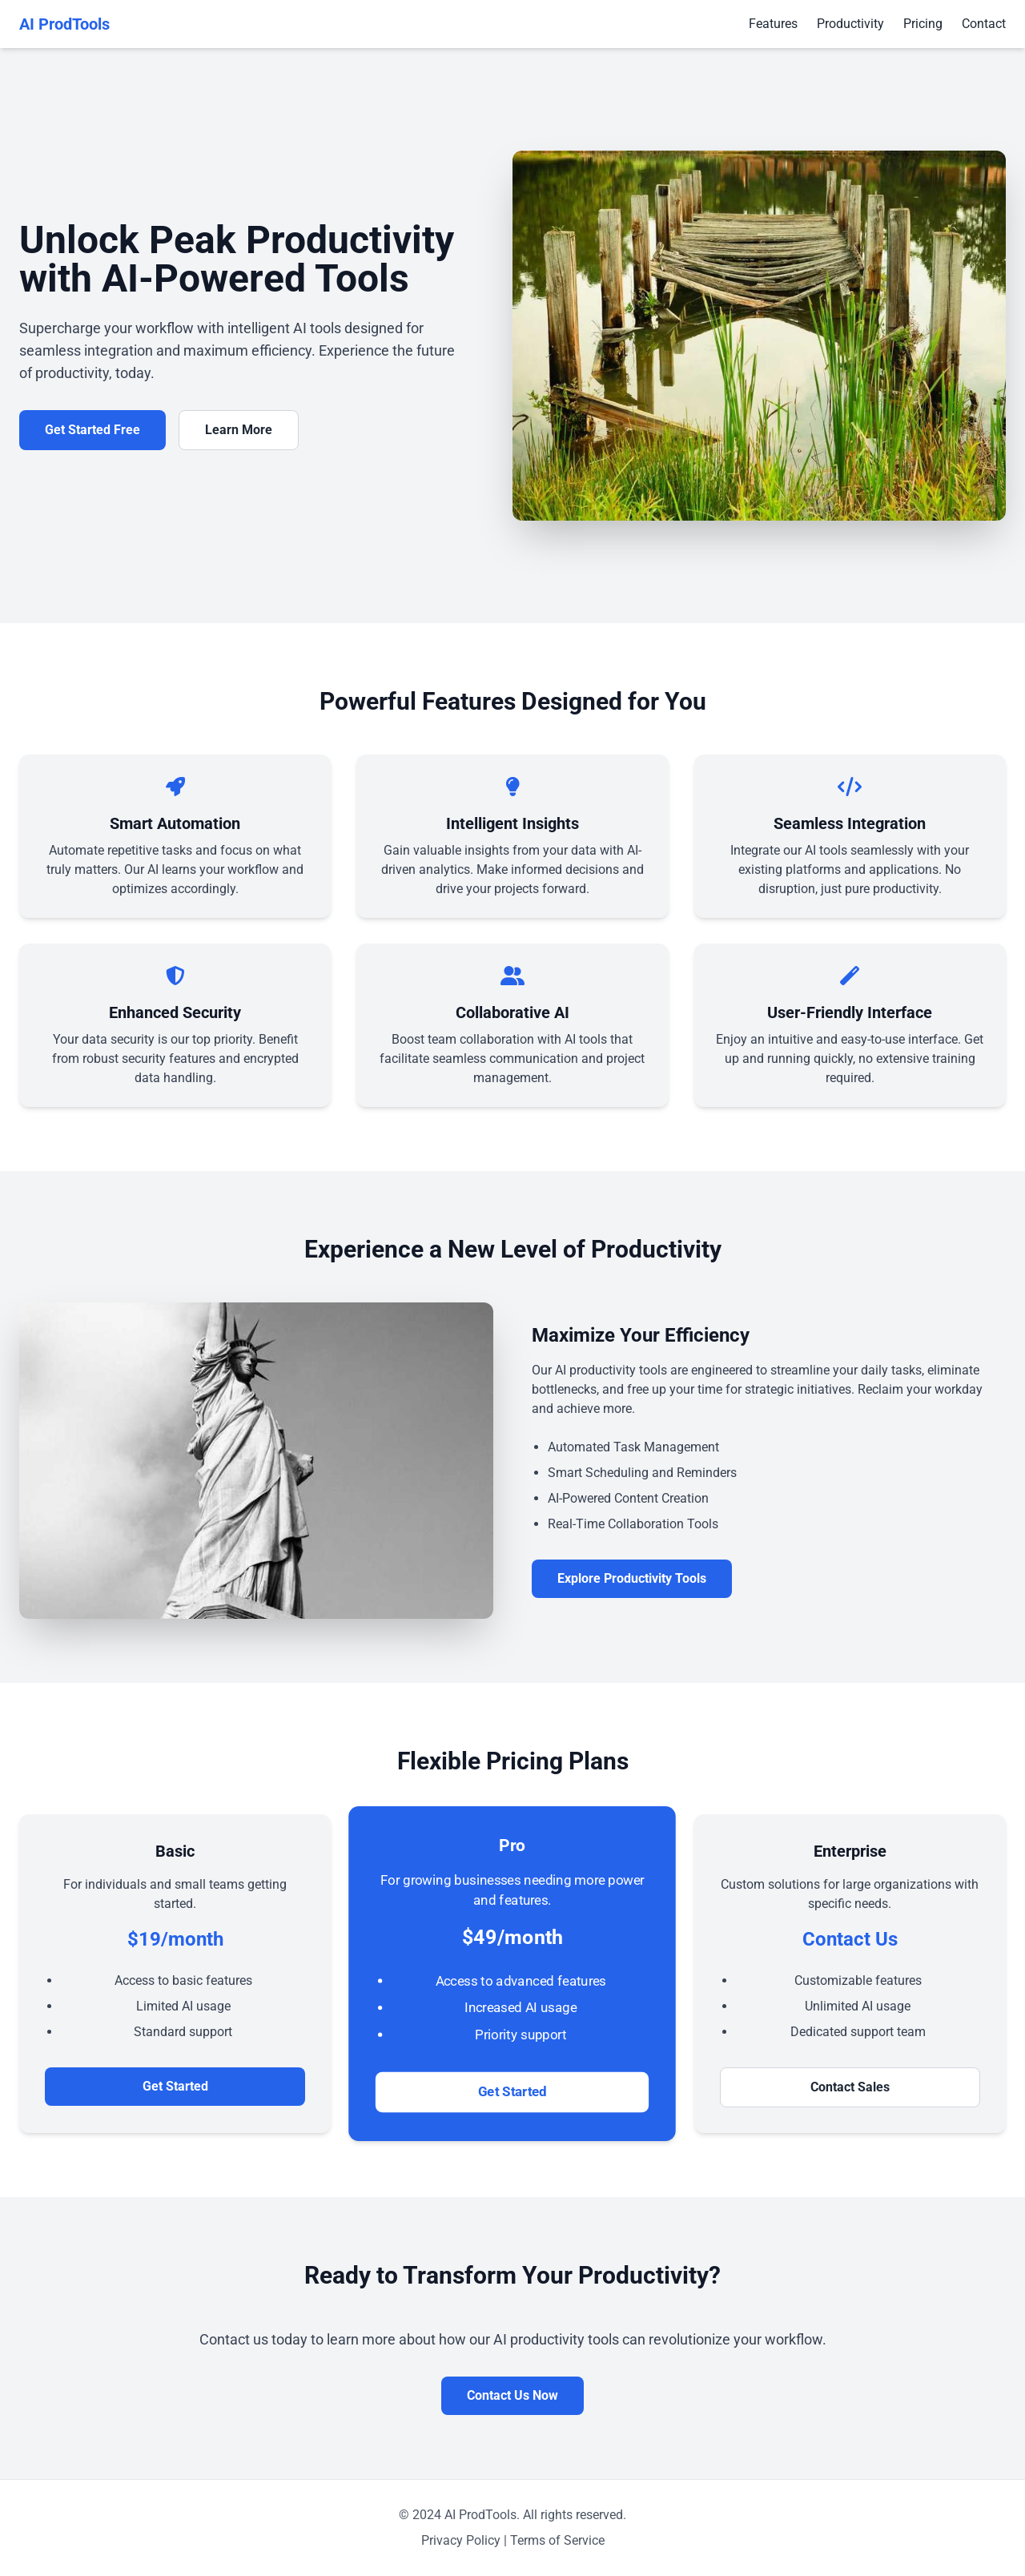 AI ProdTools
Features Productivity Pricing Contact
Unlock Peak Productivity
with AI-Powered Tools
Supercharge your workflow with intelligent AI tools designed for
seamless integration and maximum efficiency. Experience the future
of productivity, today.
Get Started Free Learn More
Powerful Features Designed for You
Smart Automation
Automate repetitive tasks and focus on what
truly matters. Our AI learns your workflow and
optimizes accordingly.
Intelligent Insights
Gain valuable insights from your data with AI-
driven analytics. Make informed decisions and
drive your projects forward.
Seamless Integration
Integrate our AI tools seamlessly with your
existing platforms and applications. No
disruption, just pure productivity.
Enhanced Security
Your data security is our top priority. Benefit
from robust security features and encrypted
data handling.
Collaborative AI
Boost team collaboration with AI tools that
facilitate seamless communication and project
management.
User-Friendly Interface
Enjoy an intuitive and easy-to-use interface. Get
up and running quickly, no extensive training
required.
Experience a New Level of Productivity
Maximize Your Efficiency
Our AI productivity tools are engineered to streamline your daily tasks, eliminate
bottlenecks, and free up your time for strategic initiatives. Reclaim your workday
and achieve more.
• Automated Task Management
• Smart Scheduling and Reminders
• AI-Powered Content Creation
• Real-Time Collaboration Tools
Explore Productivity Tools
Flexible Pricing Plans
Basic
For individuals and small teams getting
started.
$19/month
• Access to basic features
• Limited AI usage
• Standard support
Get Started
Pro
For growing businesses needing more power
and features.
$49/month
• Access to advanced features
• Increased AI usage
• Priority support
Get Started
Enterprise
Custom solutions for large organizations with
specific needs.
Contact Us
• Customizable features
• Unlimited AI usage
• Dedicated support team
Contact Sales
Ready to Transform Your Productivity?
Contact us today to learn more about how our AI productivity tools can revolutionize your workflow.
Contact Us Now
© 2024 AI ProdTools. All rights reserved.
Privacy Policy | Terms of Service